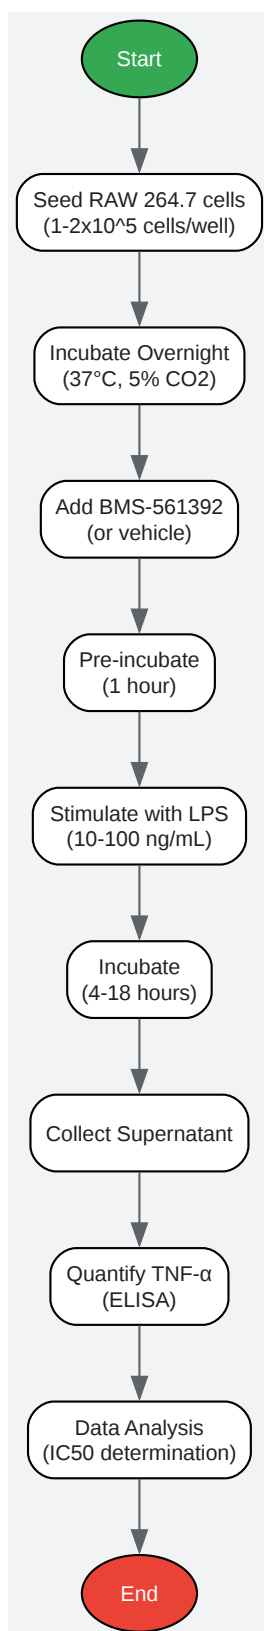 Start
Seed RAW 264.7 cells
(1-2x10^5 cells/well)
Incubate Overnight
(37°C, 5% CO2)
Add BMS-561392
(or vehicle)
Pre-incubate
(1 hour)
Stimulate with LPS
(10-100 ng/mL)
Incubate
(4-18 hours)
Collect Supernatant
Quantify TNF-α
(ELISA)
Data Analysis
(IC50 determination)
End